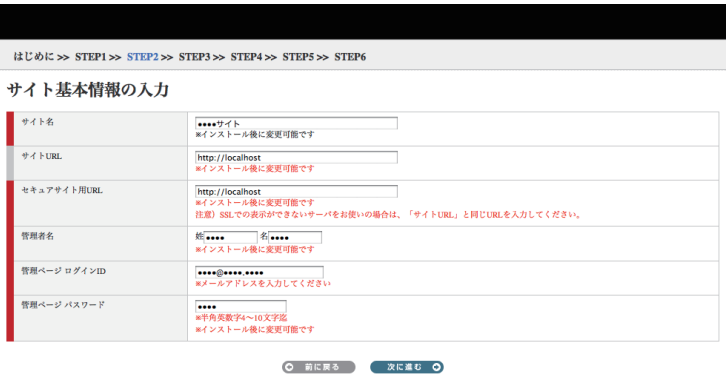 はじめに >> STEP1 >> STEP2 >> STEP3 >> STEP4 >> STEP5 >> STEP6
サイト基本情報の入力
サイト名
●●●●サイト
※インストール後に変更可能です
サイトURL
http://localhost
※インストール後に変更可能です
セキュアサイト用URL
http://localhost
※インストール後に変更可能です
注意）SSLでの表示ができないサーバをお使いの場合は、「サイトURL」と同じURLを入力してください。
管理者名
姓 ●●●● 名 ●●●●
※インストール後に変更可能です
管理ページ ログインID
●●●●@●●●●.●●●●
※メールアドレスを入力してください
管理ページ パスワード
●●●●
※半角英数字4〜10文字迄
※インストール後に変更可能です
前に戻る 次に進む